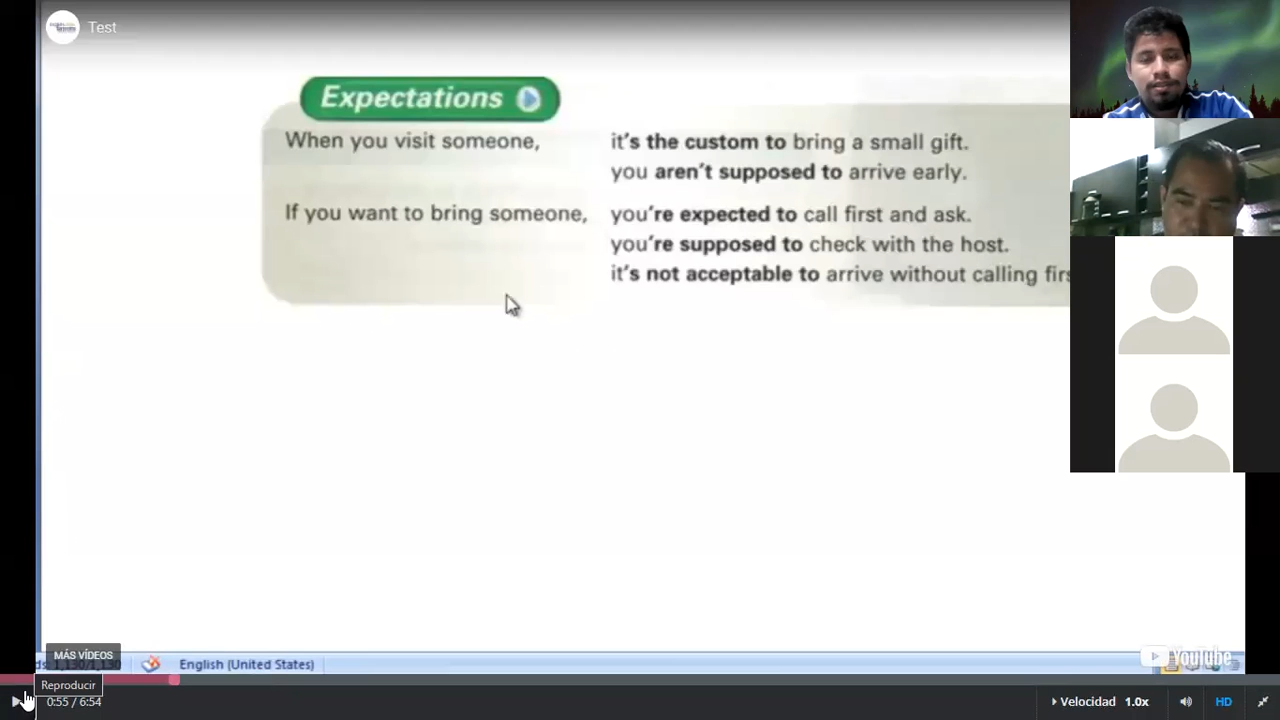 Test
Expectations
When you visit someone, it's the custom to bring a small gift.
you aren't supposed to arrive early.
If you want to bring someone, you're expected to call first and ask.
you're supposed to check with the host.
it's not acceptable to arrive without calling
MÁS VÍDEOS
English (United States)
YouTube
Reproducir
0:55 / 6:54
Velocidad 1.0x
HD